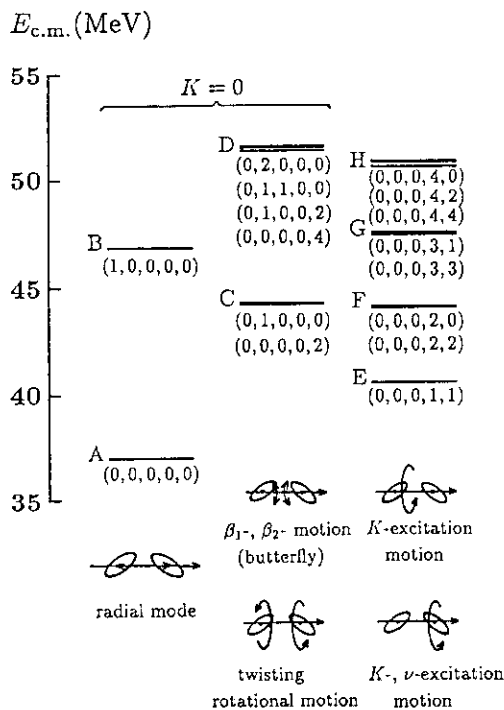 E_c.m.(MeV)
55
50
45
40
35
K = 0
A
(0,0,0,0,0)
B
(1,0,0,0,0)
radial mode
D
(0,2,0,0,0)
(0,1,1,0,0)
(0,1,0,0,2)
(0,0,0,0,4)
C
(0,1,0,0,0)
(0,0,0,0,2)
β₁-, β₂- motion
(butterfly)
twisting
rotational motion
H
(0,0,0,4,0)
(0,0,0,4,2)
(0,0,0,4,4)
G
(0,0,0,3,1)
(0,0,0,3,3)
F
(0,0,0,2,0)
(0,0,0,2,2)
E
(0,0,0,1,1)
K-excitation
motion
K-, ν-excitation
motion